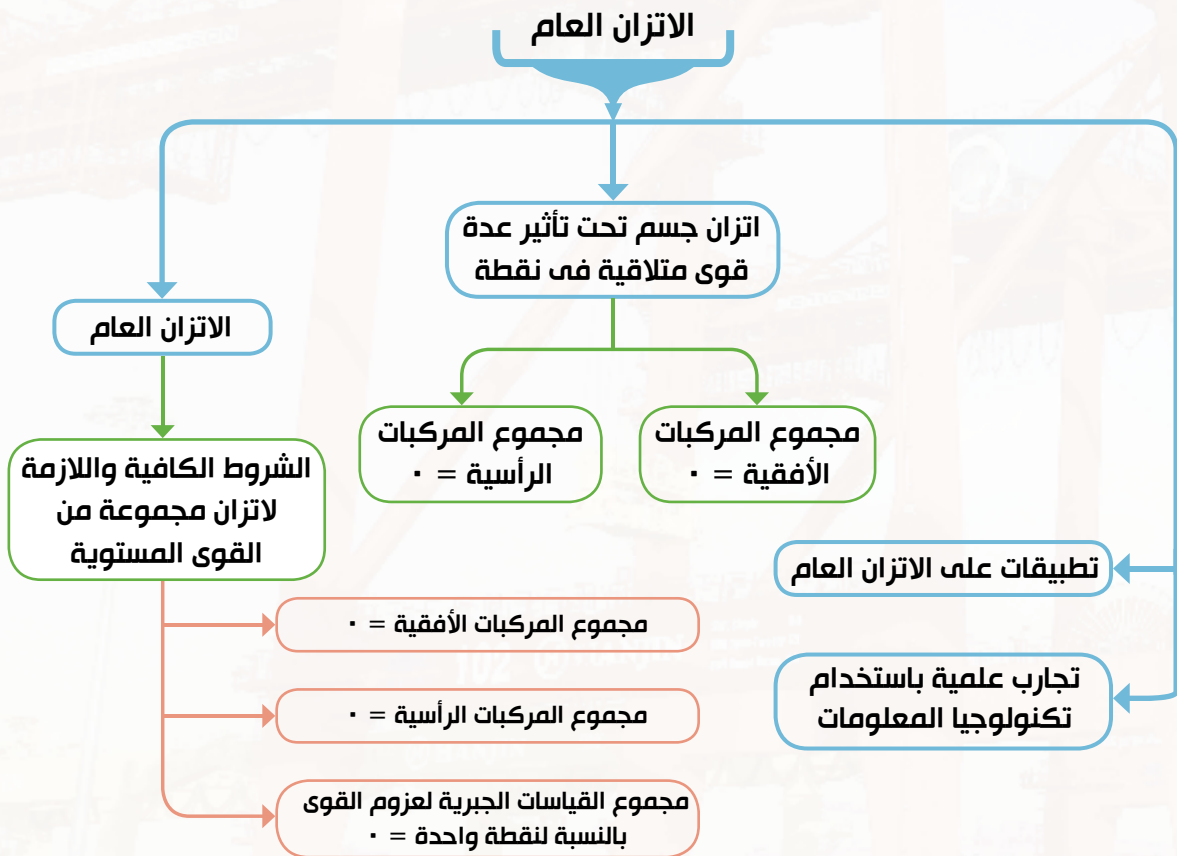 الاتزان العام
اتزان جسم تحت تأثير عدة
قوى متلاقية فى نقطة
مجموع المركبات
الأفقية = ٠
مجموع المركبات
الرأسية = ٠
الاتزان العام
الشروط الكافية واللازمة
لاتزان مجموعة من
القوى المستوية
مجموع المركبات الأفقية = ٠
مجموع المركبات الرأسية = ٠
مجموع القياسات الجبرية لعزوم القوى
بالنسبة لنقطة واحدة = ٠
تطبيقات على الاتزان العام
تجارب علمية باستخدام
تكنولوجيا المعلومات
102